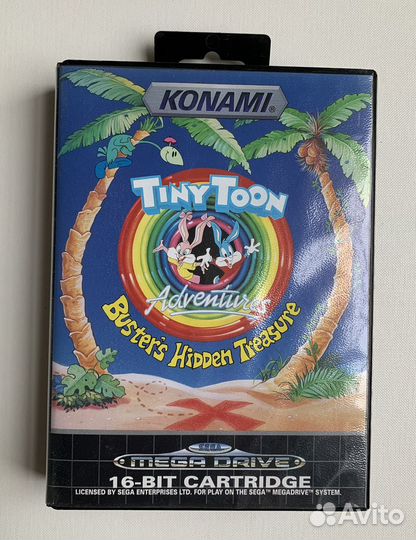 KONAMI®
TINY TOON
Adventures
BUSTER'S HIDDEN TREASURE
SEGA
MEGA DRIVE
16-BIT CARTRIDGE
LICENSED BY SEGA ENTERPRISES LTD. FOR PLAY ON THE SEGA™ MEGADRIVE™ SYSTEM.
Avito